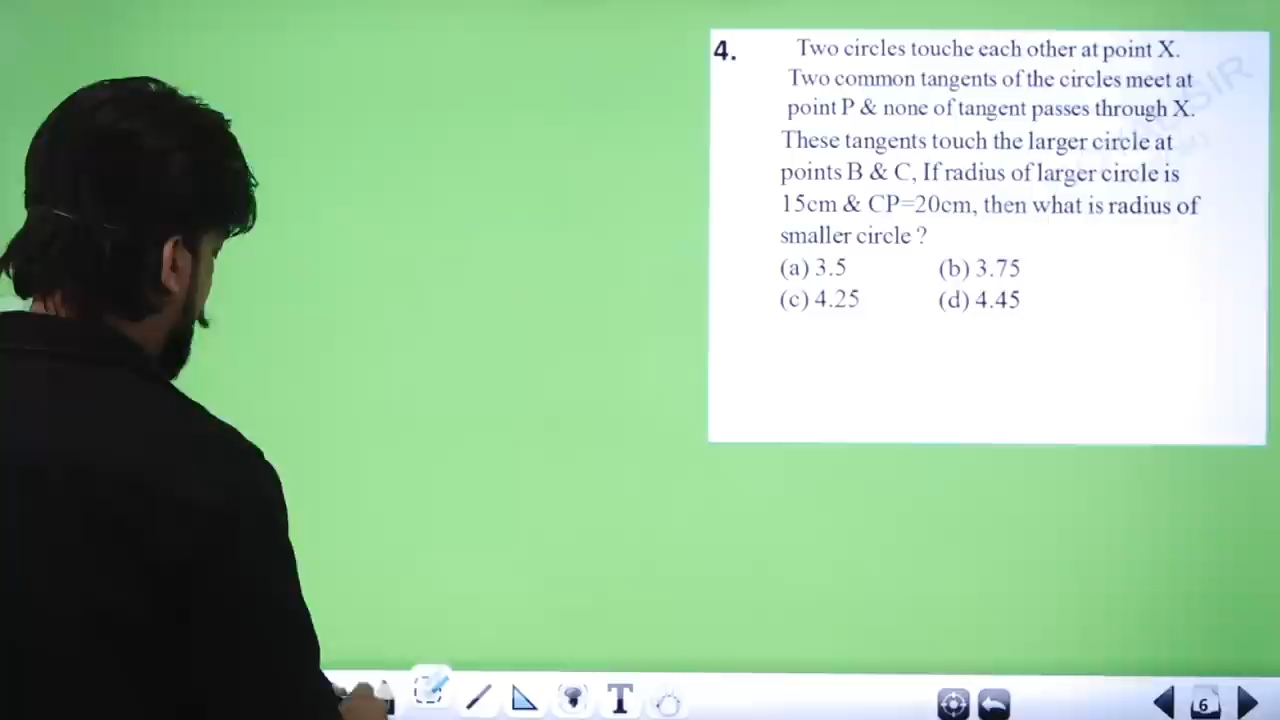 4. Two circles touche each other at point X.
Two common tangents of the circles meet at
point P & none of tangent passes through X.
These tangents touch the larger circle at
points B & C, If radius of larger circle is
15cm & CP=20cm, then what is radius of
smaller circle ?
(a) 3.5 (b) 3.75
(c) 4.25 (d) 4.45
SIR
T
6